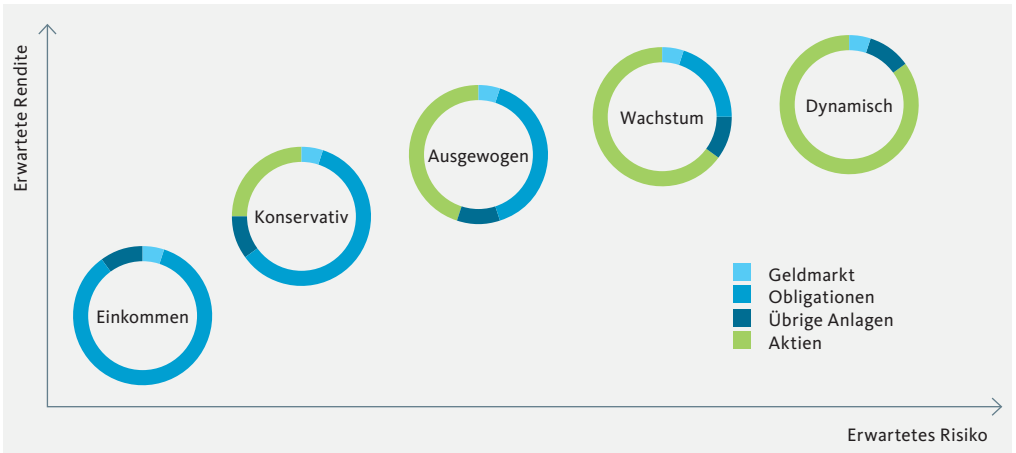 Erwartete Rendite
Einkommen
Konservativ
Ausgewogen
Wachstum
Dynamisch
Geldmarkt
Obligationen
Übrige Anlagen
Aktien
Erwartetes Risiko